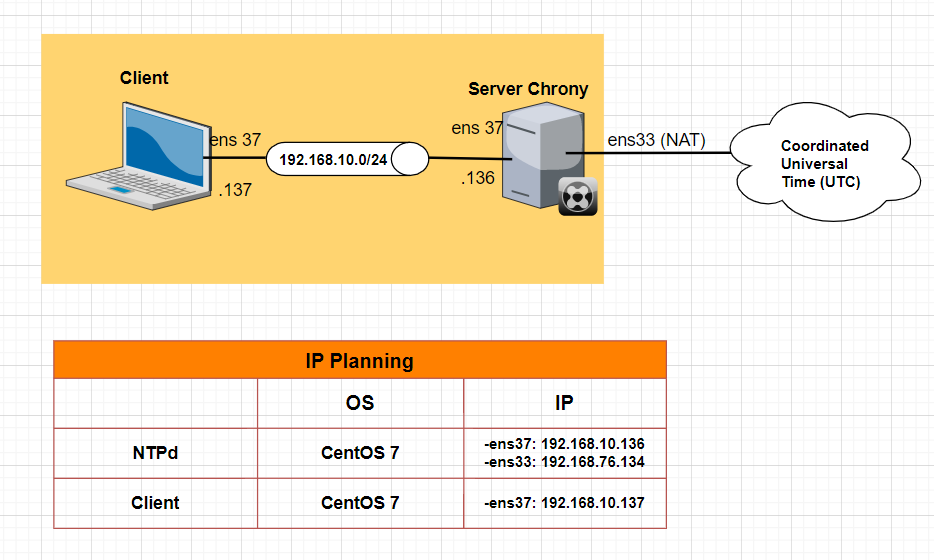 Client
Server Chrony
ens 37
192.168.10.0/24
.137
ens 37
.136
ens33 (NAT)
Coordinated
Universal
Time (UTC)
IP Planning
OS IP
NTPd CentOS 7 -ens37: 192.168.10.136
-ens33: 192.168.76.134
Client CentOS 7 -ens37: 192.168.10.137